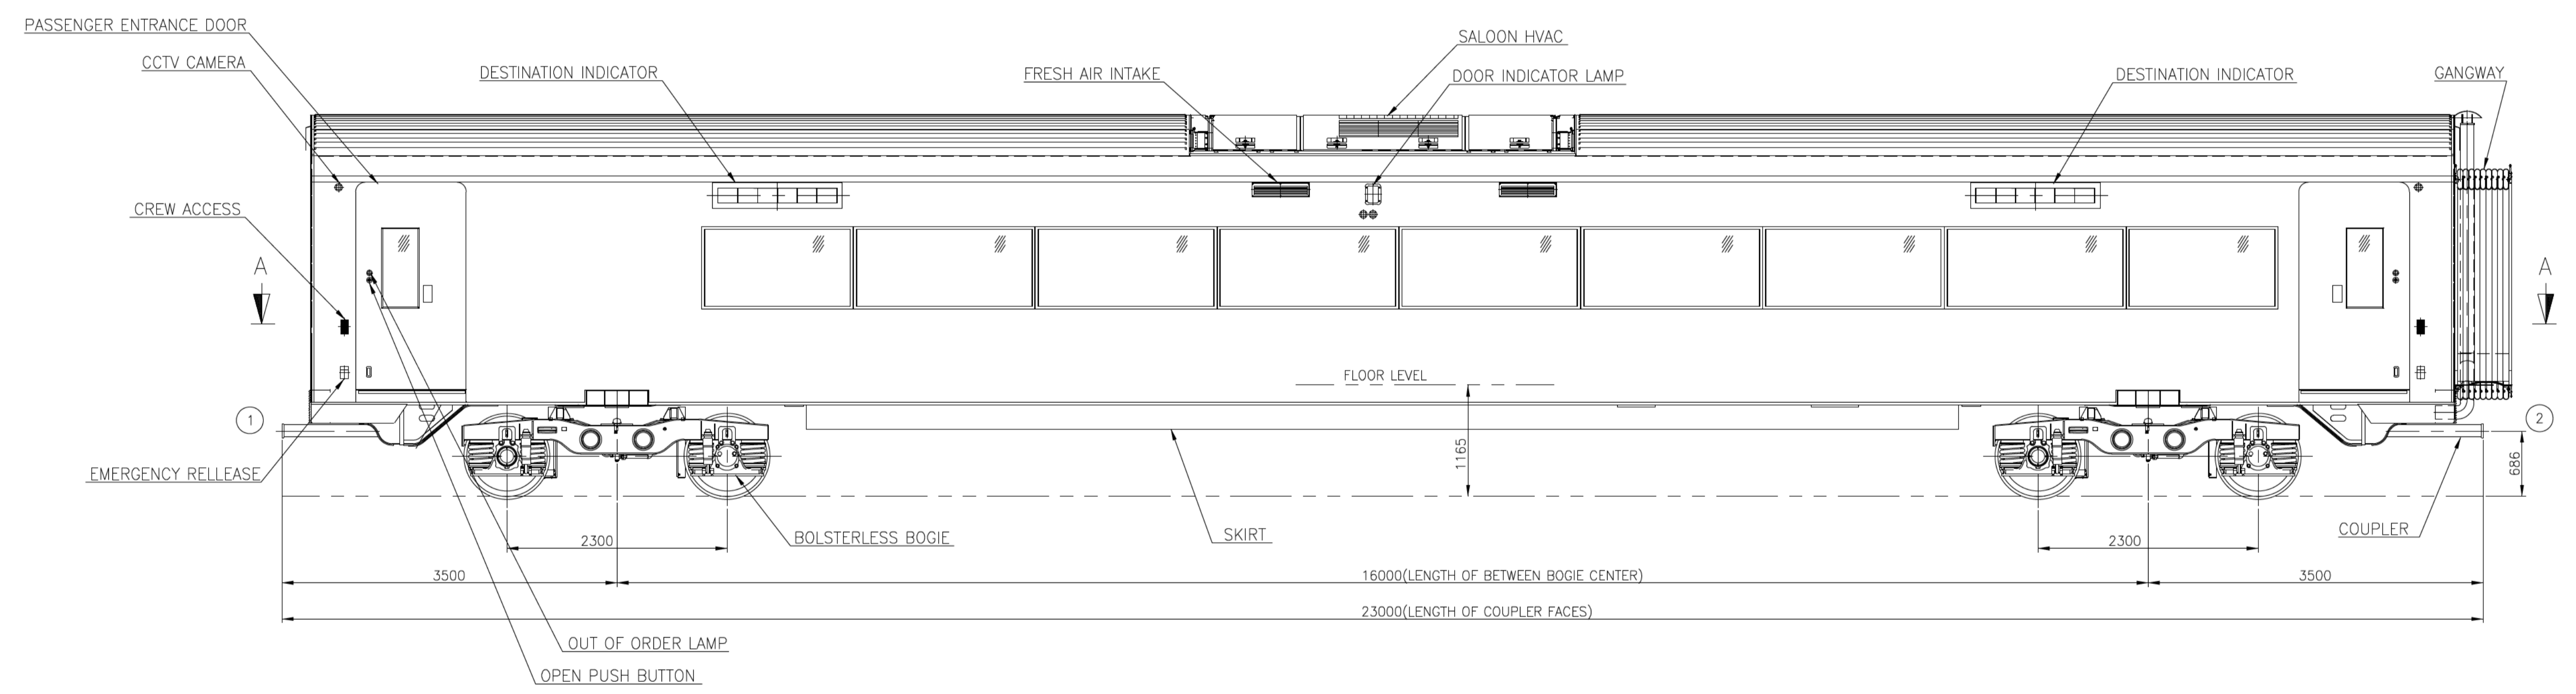 PASSENGER ENTRANCE DOOR
SALOON HVAC
CCTV CAMERA
DESTINATION INDICATOR
FRESH AIR INTAKE
DOOR INDICATOR LAMP
DESTINATION INDICATOR
GANGWAY
CREW ACCESS
A
A
FLOOR LEVEL
1
2
1165
686
EMERGENCY RELLEASE
BOLSTERLESS BOGIE
SKIRT
COUPLER
2300
2300
3500
16000(LENGTH OF BETWEEN BOGIE CENTER)
3500
23000(LENGTH OF COUPLER FACES)
OUT OF ORDER LAMP
OPEN PUSH BUTTON